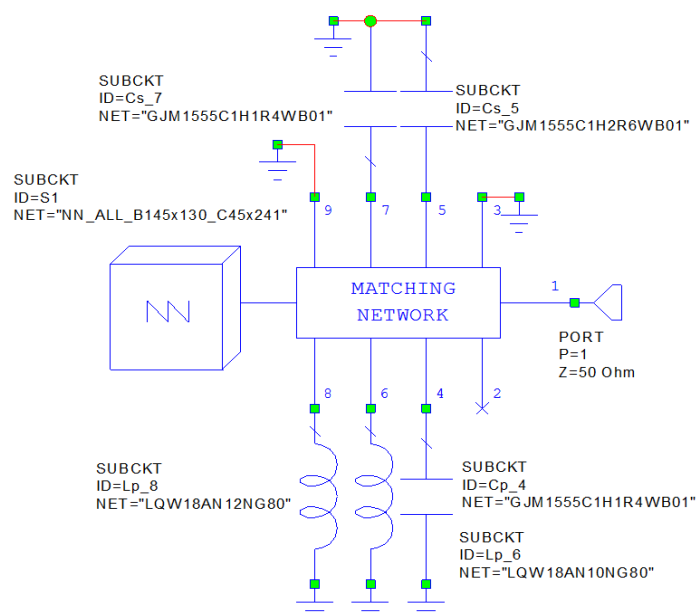 SUBCKT
ID=Cs_7
NET="GJM1555C1H1R4WB01"
SUBCKT
ID=Cs_5
NET="GJM1555C1H2R6WB01"
SUBCKT
ID=S1
NET="NN_ALL_B145x130_C45x241"
9
7
5
3
NN
MATCHING
NETWORK
1
PORT
P=1
Z=50 Ohm
8
6
4
2
SUBCKT
ID=Lp_8
NET="LQW18AN12NG80"
SUBCKT
ID=Cp_4
NET="GJM1555C1H1R4WB01"
SUBCKT
ID=Lp_6
NET="LQW18AN10NG80"